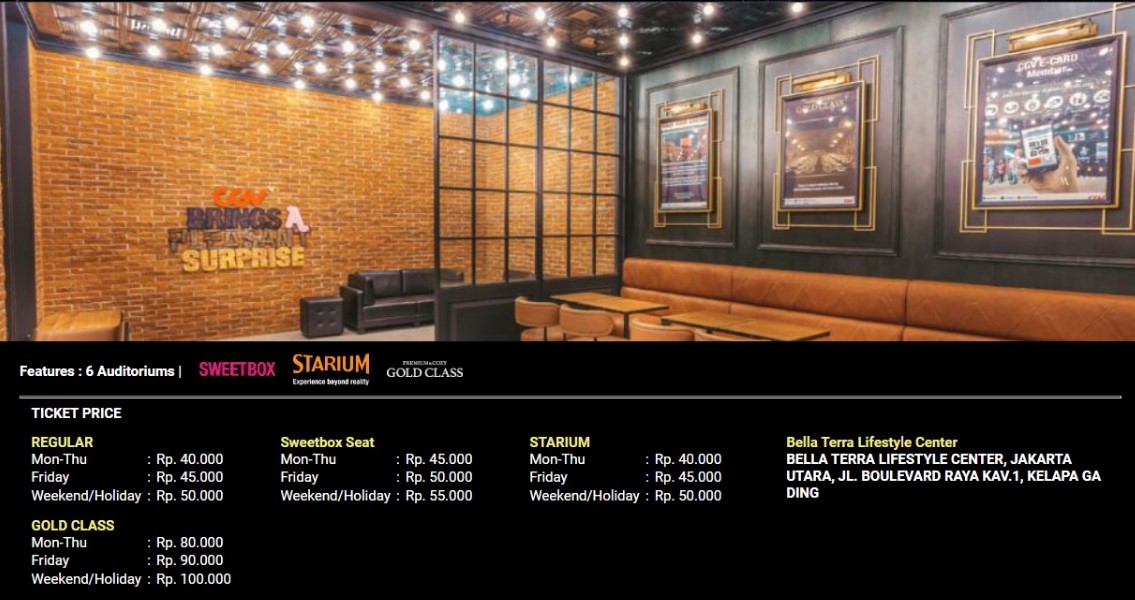 CGV
BRINGS A
PLEASANT
SURPRISE
GOLD CLASS
CGV E-CARD
Member
CGV
Features : 6 Auditoriums | SWEETBOX STARIUM Experience beyond reality PREMIUM & COZY GOLD CLASS
TICKET PRICE
REGULAR
Mon-Thu : Rp. 40.000
Friday : Rp. 45.000
Weekend/Holiday : Rp. 50.000
Sweetbox Seat
Mon-Thu : Rp. 45.000
Friday : Rp. 50.000
Weekend/Holiday : Rp. 55.000
STARIUM
Mon-Thu : Rp. 40.000
Friday : Rp. 45.000
Weekend/Holiday : Rp. 50.000
Bella Terra Lifestyle Center
BELLA TERRA LIFESTYLE CENTER, JAKARTA
UTARA, JL. BOULEVARD RAYA KAV.1, KELAPA GA
DING
GOLD CLASS
Mon-Thu : Rp. 80.000
Friday : Rp. 90.000
Weekend/Holiday : Rp. 100.000